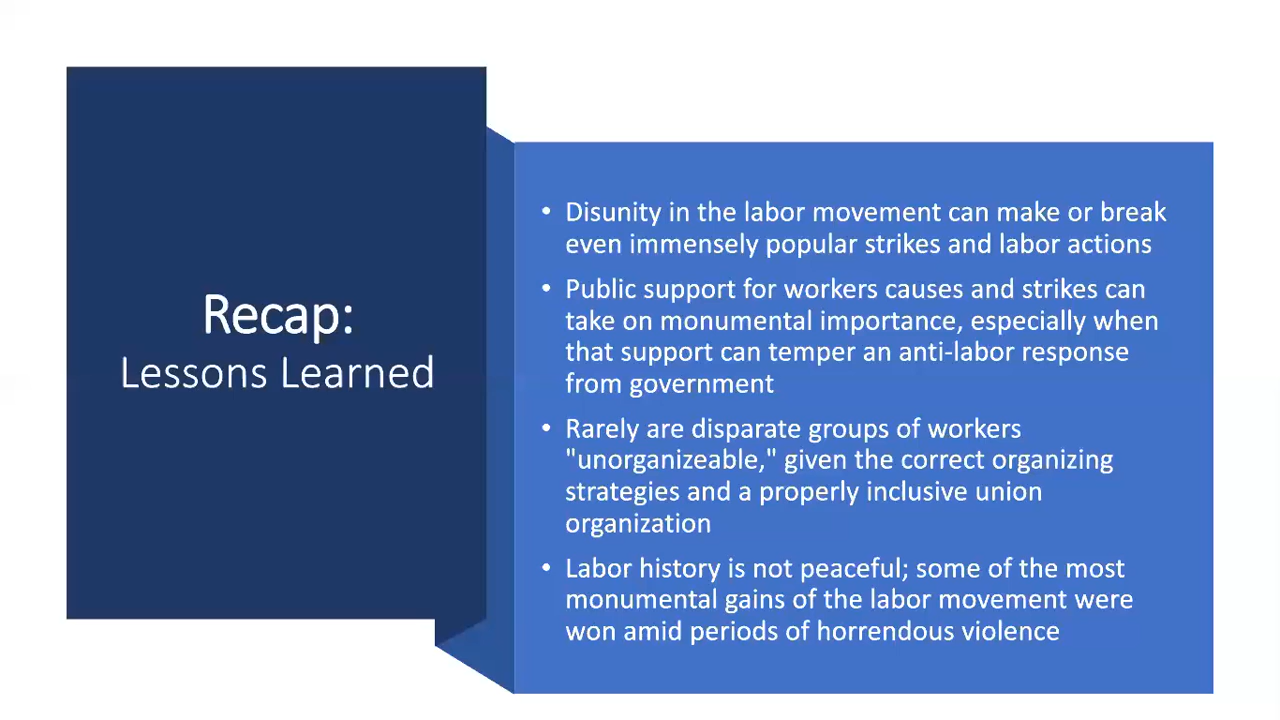 Recap:
Lessons Learned
• Disunity in the labor movement can make or break
even immensely popular strikes and labor actions
• Public support for workers causes and strikes can
take on monumental importance, especially when
that support can temper an anti-labor response
from government
• Rarely are disparate groups of workers
"unorganizeable," given the correct organizing
strategies and a properly inclusive union
organization
• Labor history is not peaceful; some of the most
monumental gains of the labor movement were
won amid periods of horrendous violence